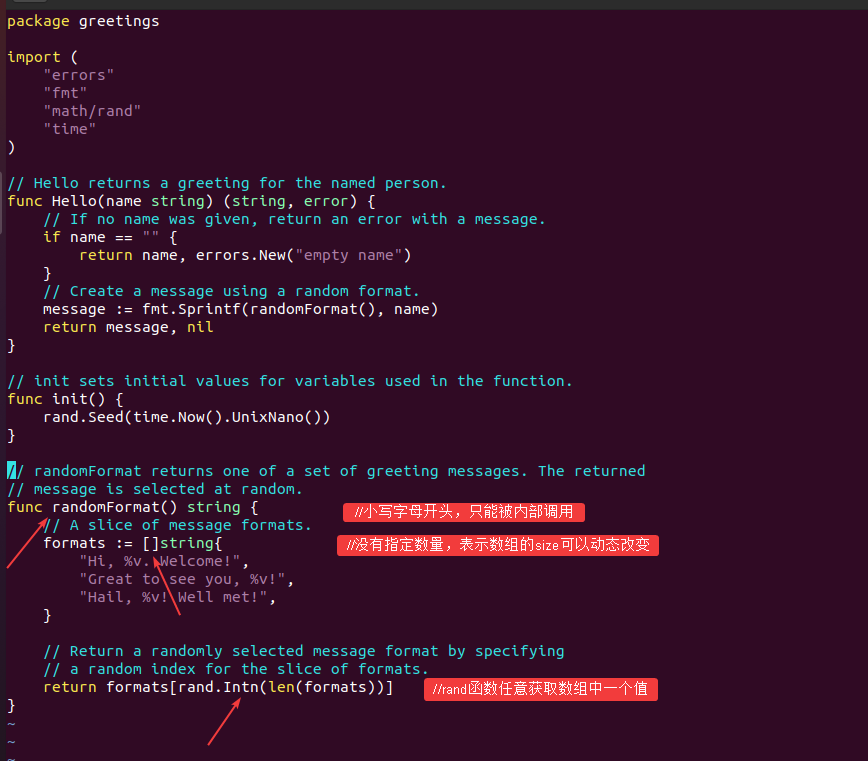 package greetings
import (
"errors"
"fmt"
"math/rand"
"time"
)
// Hello returns a greeting for the named person.
func Hello(name string) (string, error) {
// If no name was given, return an error with a message.
if name == "" {
return name, errors.New("empty name")
}
// Create a message using a random format.
message := fmt.Sprintf(randomFormat(), name)
return message, nil
}
// init sets initial values for variables used in the function.
func init() {
rand.Seed(time.Now().UnixNano())
}
// randomFormat returns one of a set of greeting messages. The returned
// message is selected at random.
func randomFormat() string { //小写字母开头，只能被内部调用
// A slice of message formats.
formats := []string{ //没有指定数量，表示数组的size可以动态改变
"Hi, %v. Welcome!",
"Great to see you, %v!",
"Hail, %v! Well met!",
}
// Return a randomly selected message format by specifying
// a random index for the slice of formats.
return formats[rand.Intn(len(formats))] //rand函数任意获取数组中一个值
}
~
~
~